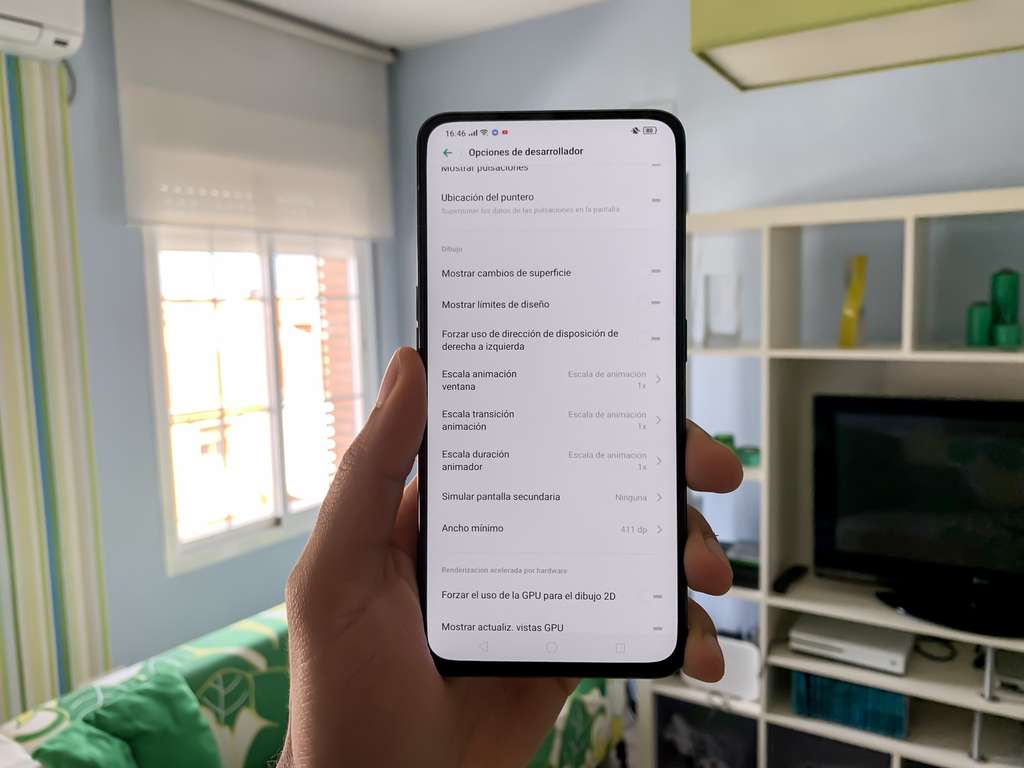 16:46
80
Opciones de desarrollador
Mostrar pulsaciones
Ubicación del puntero
Superponer los datos de las pulsaciones en la pantalla
Dibujo
Mostrar cambios de superficie
Mostrar límites de diseño
Forzar uso de dirección de disposición de
derecha a izquierda
Escala animación
ventana
Escala de animación
1x
Escala transición
animación
Escala de animación
1x
Escala duración
animador
Escala de animación
1x
Simular pantalla secundaria
Ninguna
Ancho mínimo
411 dp
Renderización acelerada por hardware
Forzar el uso de la GPU para el dibujo 2D
Mostrar actualiz. vistas GPU